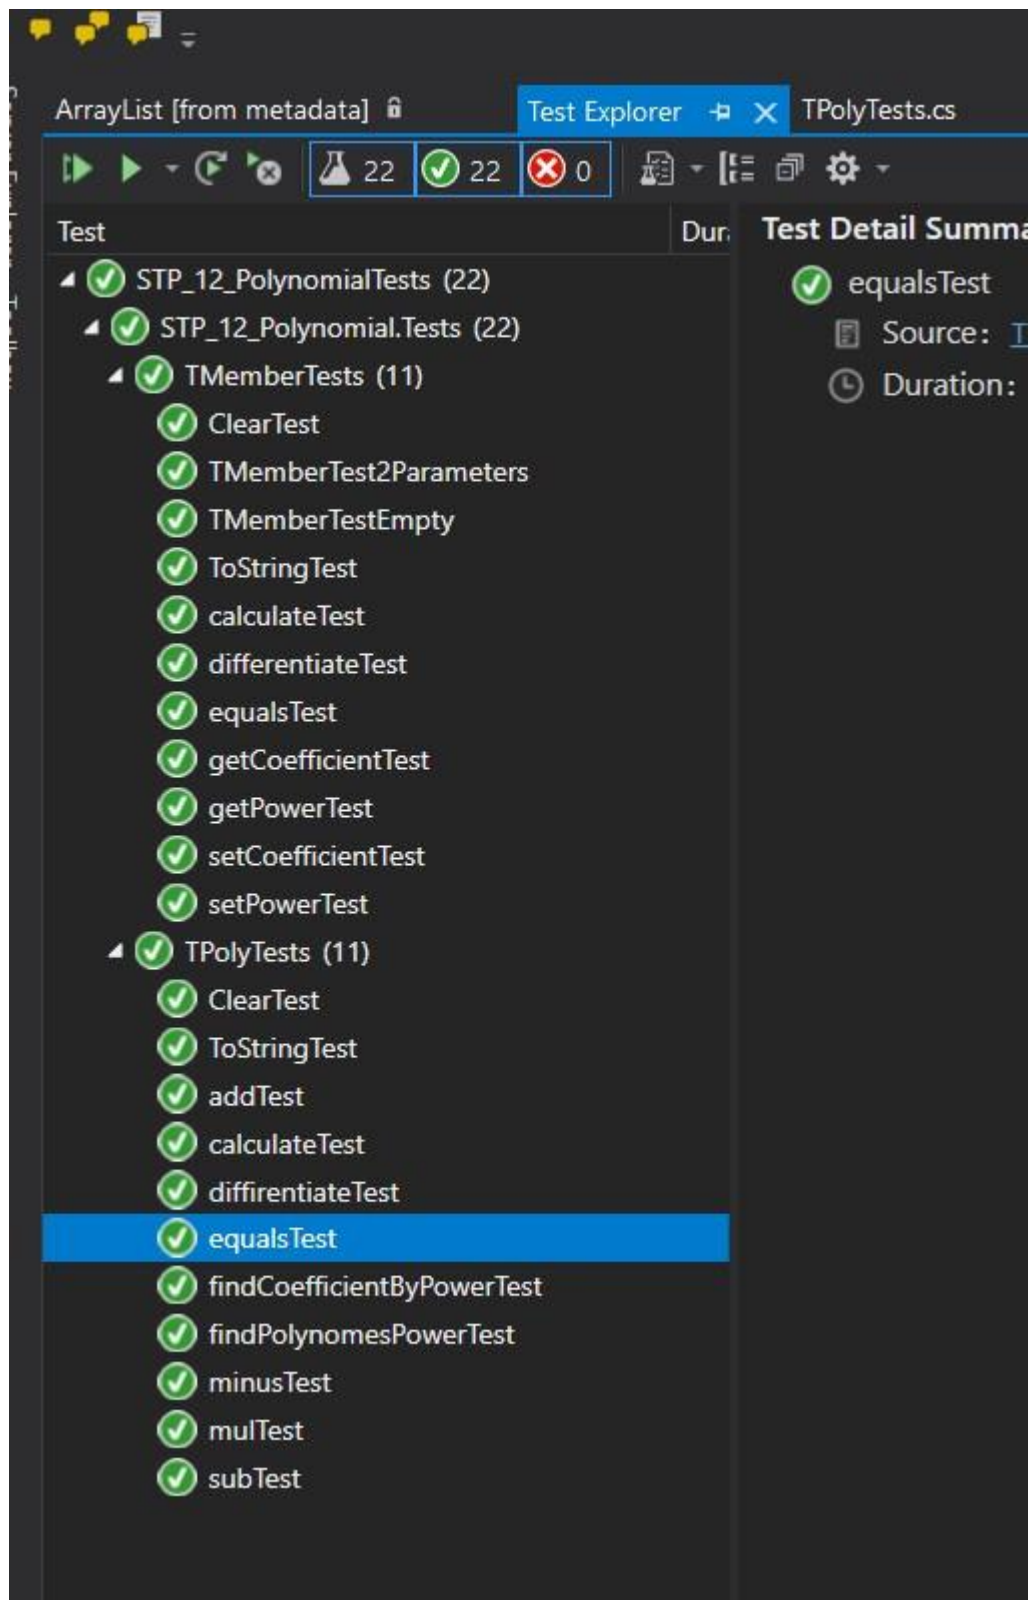 ArrayList [from metadata] Test Explorer TPolyTests.cs
22 22 0
Test Dura Test Detail Summa
STP_12_PolynomialTests (22) equalsTest
STP_12_Polynomial.Tests (22) Source:
TMemberTests (11) Duration:
ClearTest
TMemberTest2Parameters
TMemberTestEmpty
ToStringTest
calculateTest
differentiateTest
equalsTest
getCoefficientTest
getPowerTest
setCoefficientTest
setPowerTest
TPolyTests (11)
ClearTest
ToStringTest
addTest
calculateTest
diffirentiateTest
equalsTest
findCoefficientByPowerTest
findPolynomesPowerTest
minusTest
mulTest
subTest